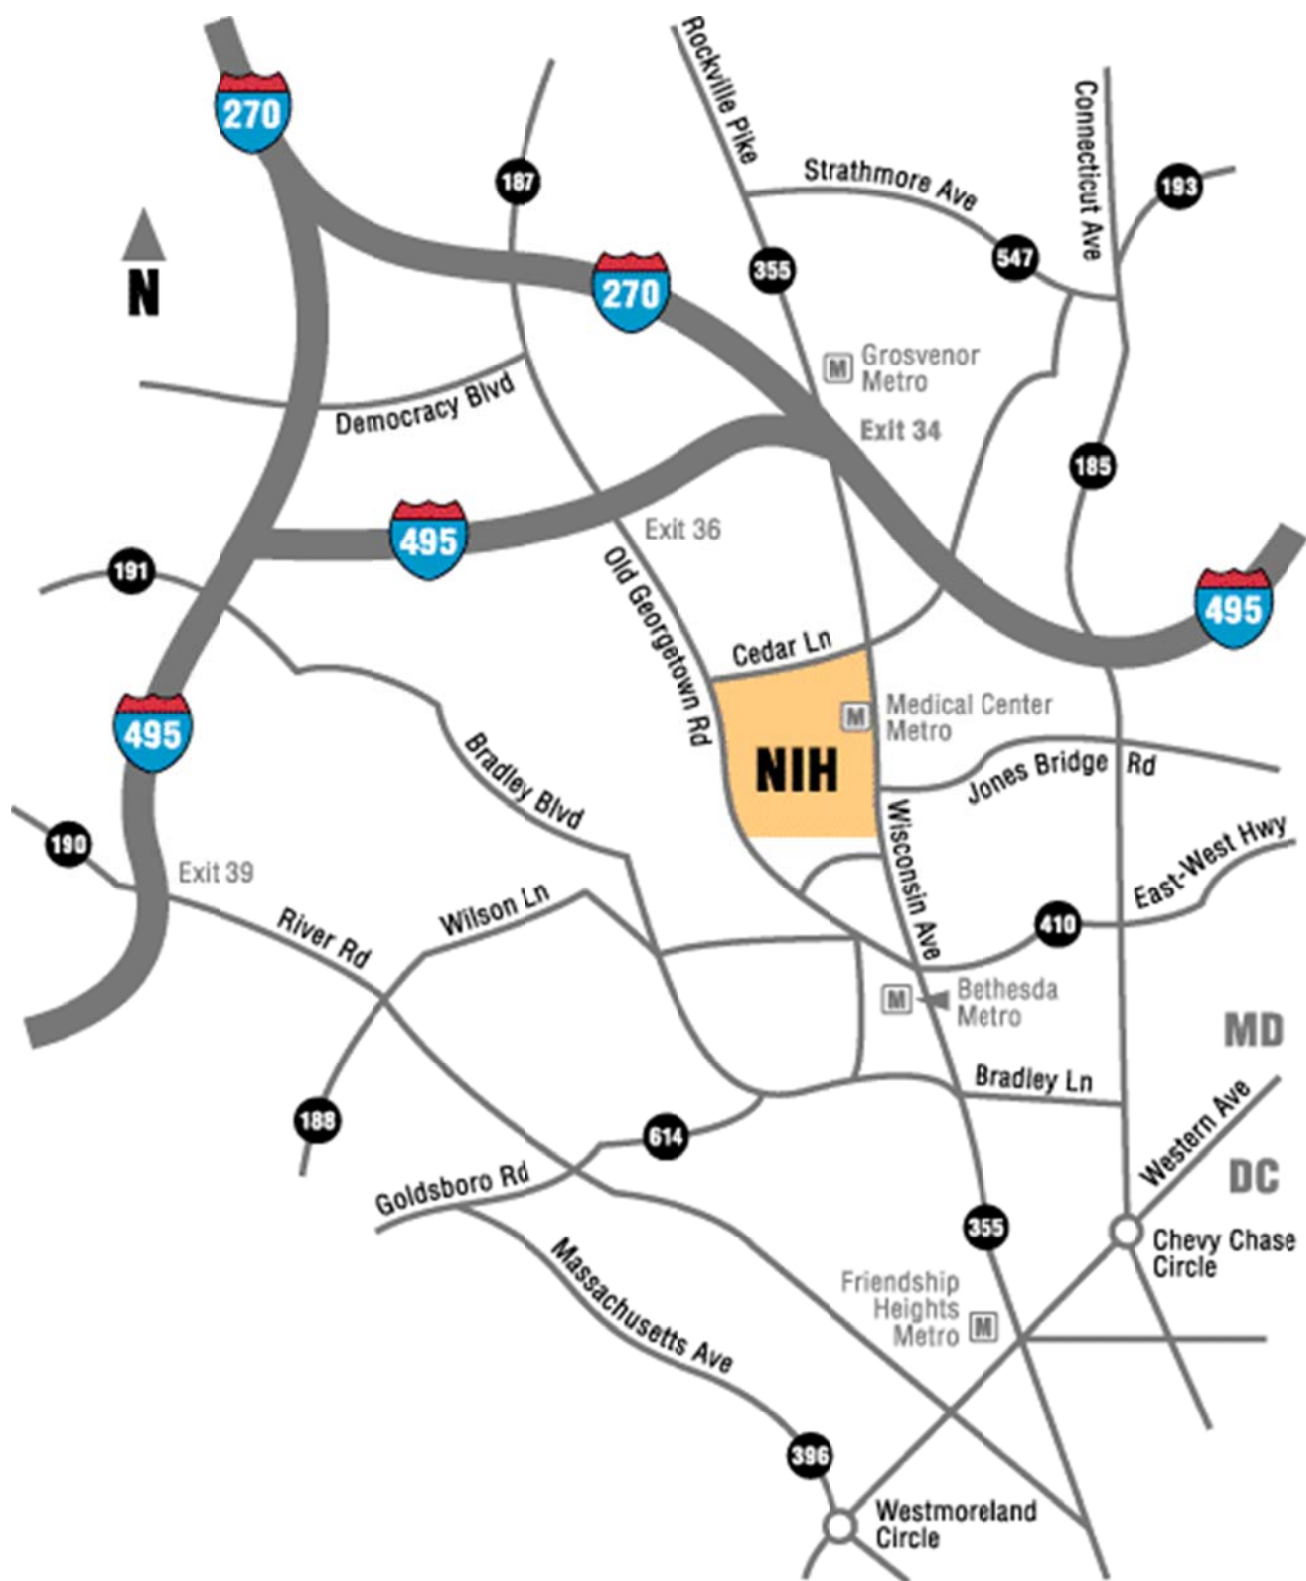 Rockville Pike
270
Connecticut Ave
187
Strathmore Ave
193
N
547
355
270
Grosvenor
Metro
Democracy Blvd
Exit 34
185
Exit 36
495
191
Old Georgetown Rd
495
Cedar Ln
495
Medical Center
Metro
NIH
Bradley Blvd
Jones Bridge Rd
190
Wisconsin Ave
East-West Hwy
Exit 39
Wilson Ln
410
River Rd
Bethesda
Metro
MD
Bradley Ln
188
614
Western Ave
DC
Goldsboro Rd
355
Chevy Chase
Circle
Massachusetts Ave
Friendship
Heights
Metro
396
Westmoreland
Circle
M
M
M
M